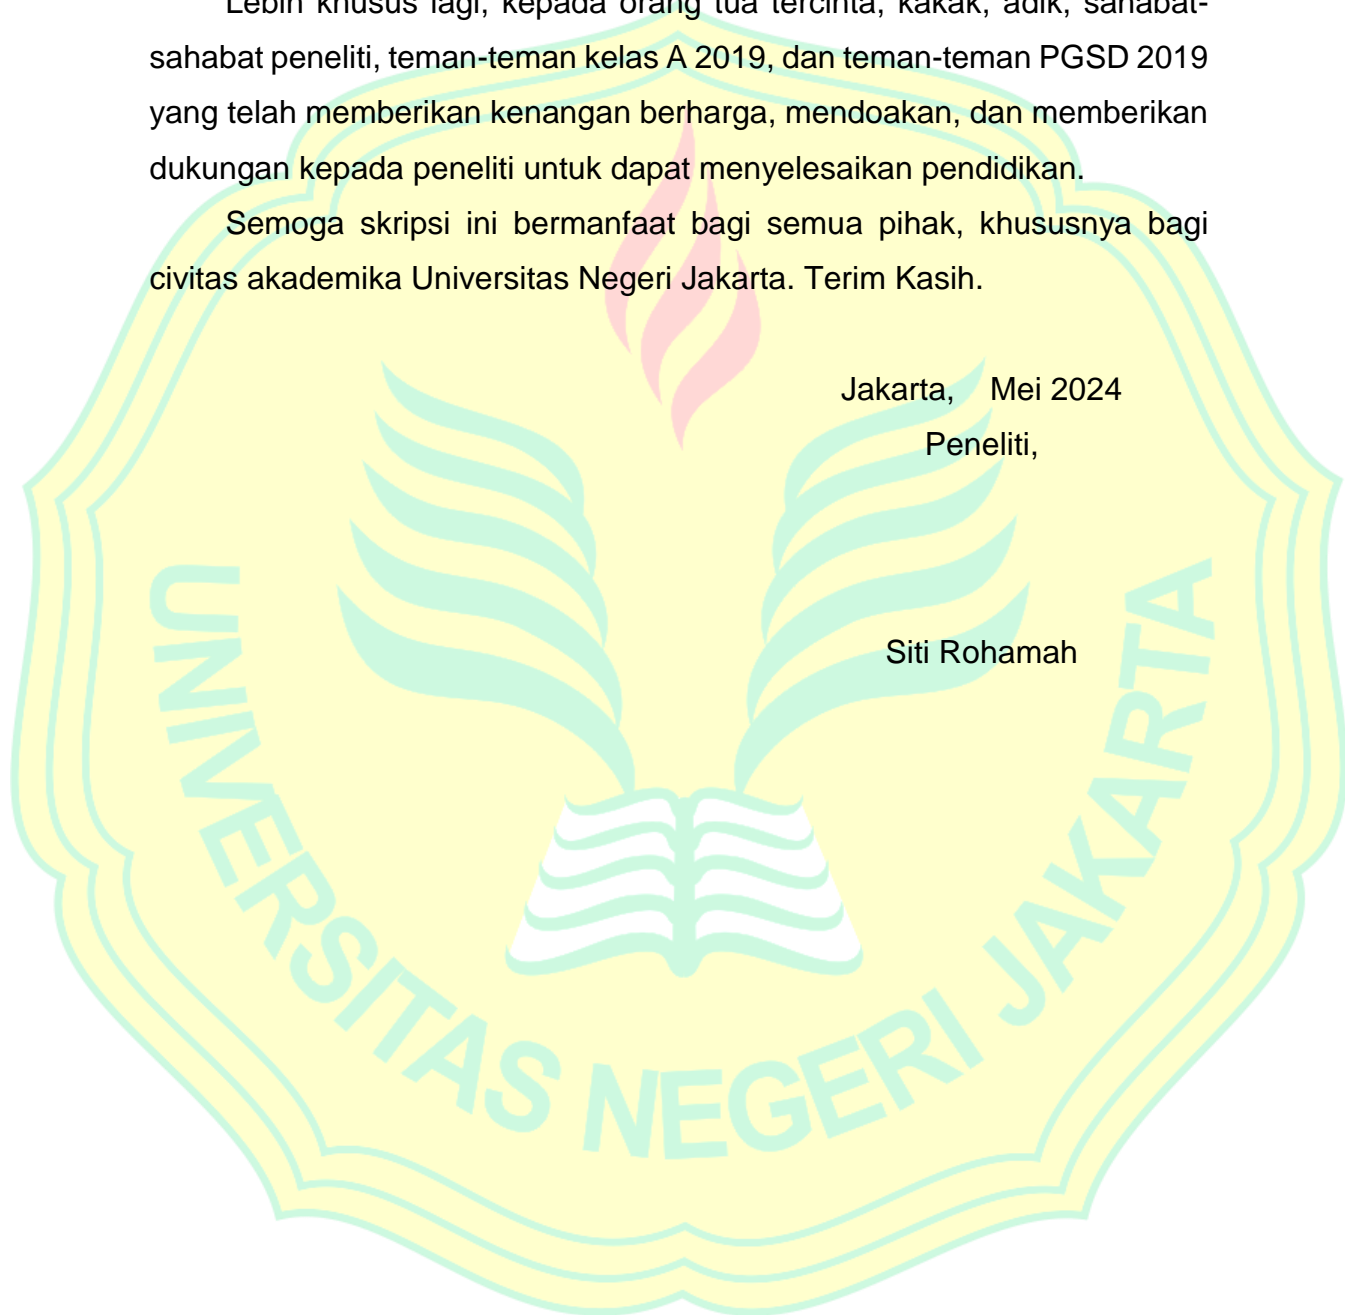 Lebih khusus lagi, kepada orang tua tercinta, kakak, adik, sahabat-
sahabat peneliti, teman-teman kelas A 2019, dan teman-teman PGSD 2019
yang telah memberikan kenangan berharga, mendoakan, dan memberikan
dukungan kepada peneliti untuk dapat menyelesaikan pendidikan.
Semoga skripsi ini bermanfaat bagi semua pihak, khususnya bagi
civitas akademika Universitas Negeri Jakarta. Terim Kasih.
Jakarta, Mei 2024
Peneliti,
Siti Rohamah
UNIVERSITAS NEGERI JAKARTA